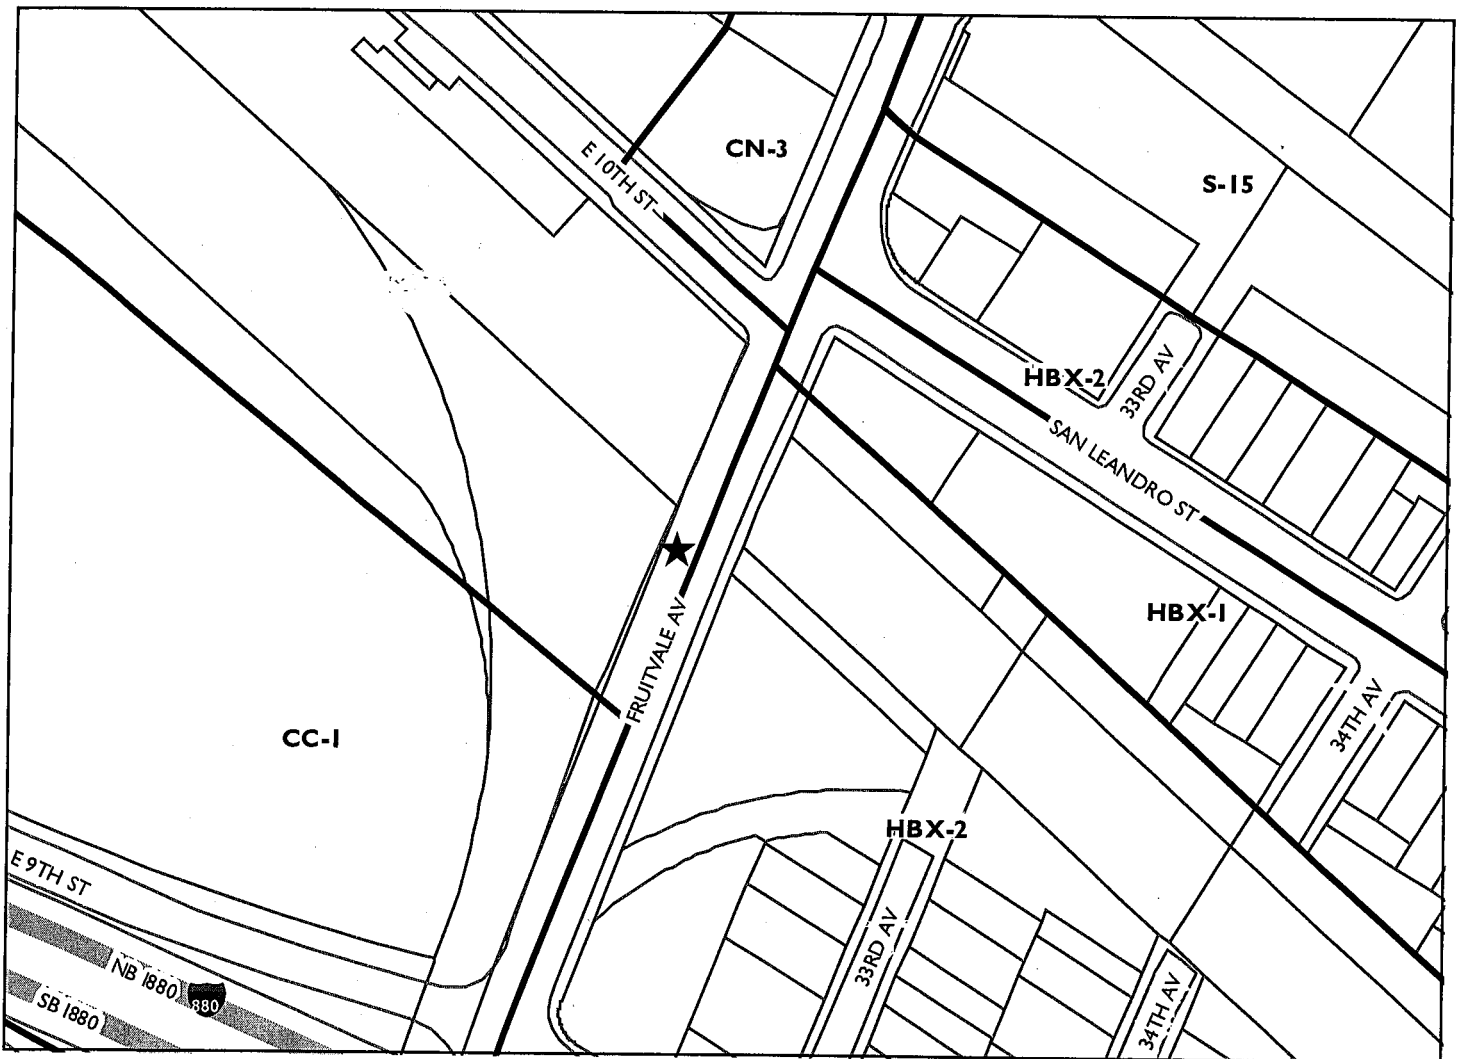 CN-3
E 10TH ST
S-15
HBX-2
33RD AV
SAN LEANDRO ST
FRUITVALE AV
HBX-1
34TH AV
CC-1
HBX-2
E 9TH ST
33RD AV
NB I880
880
SB I880
34TH AV